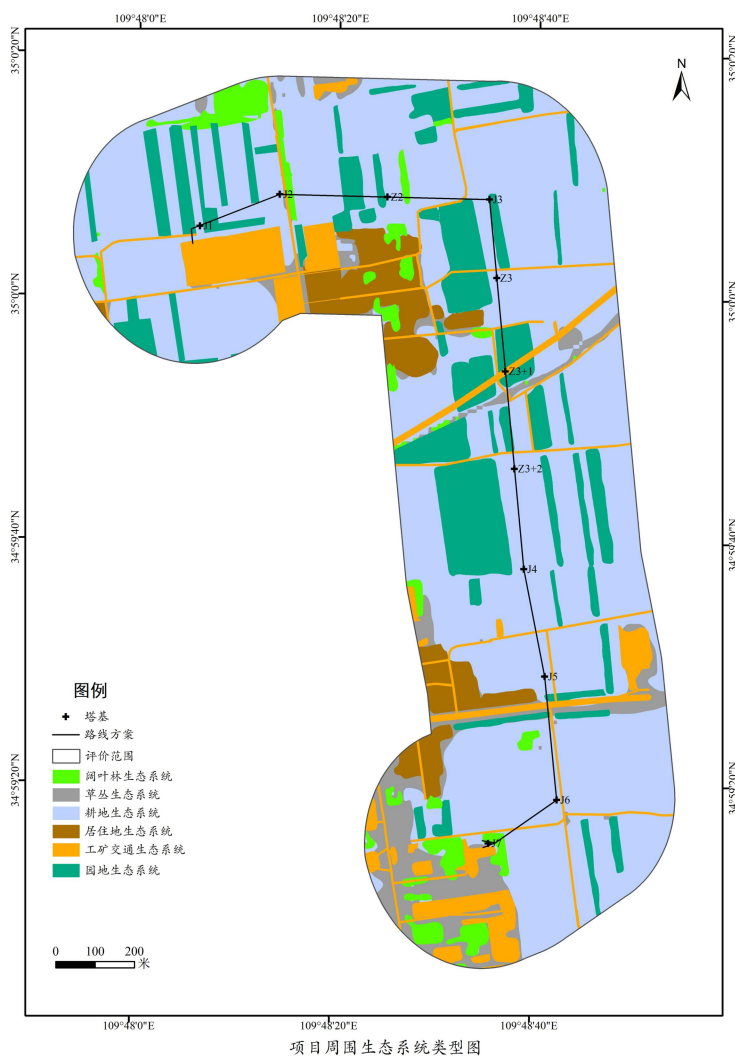 109°48'0"E 109°48'20"E 109°48'40"E
35°0'20"N 35°0'20"N
N
J2 Z2 J3
J1
Z3
35°0'0"N 35°0'0"N
Z3+1
Z3+2
34°59'40"N 34°59'40"N
J4
J5
图例
塔基
路线方案
评价范围
阔叶林生态系统
草丛生态系统
耕地生态系统
居住地生态系统
工矿交通生态系统
园地生态系统
34°59'20"N 34°59'20"N
J6
J7
0 100 200
米
109°48'0"E 109°48'20"E 109°48'40"E
项目周围生态系统类型图